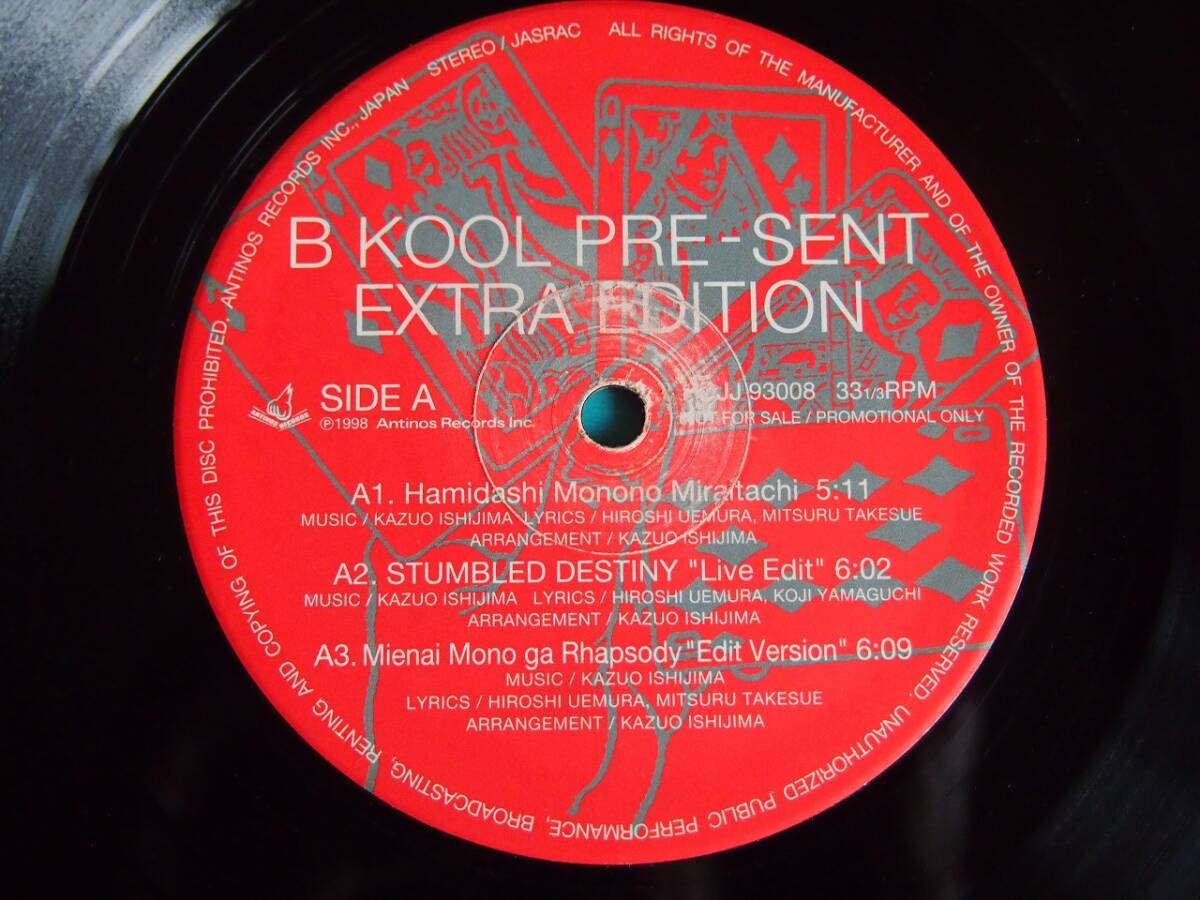 STEREO / JASRAC ALL RIGHTS OF THE MANUFACTURER AND OF THE OWNER OF THE RECORDED WORK RESERVED. UNAUTHORIZED PUBLIC PERFORMANCE, BROADCASTING, RENTING AND COPYING OF THIS DISC PROHIBITED, ANTINOS RECORDS INC., JAPAN
B KOOL PRE-SENT
EXTRA EDITION
ANTINOS RECORDS
SIDE A
JJ 93008 33 1/3 RPM
℗1998 Antinos Records Inc.
FOR SALE / PROMOTIONAL ONLY
A1. Hamidashi Monono Miraitachi 5:11
MUSIC / KAZUO ISHIJIMA LYRICS / HIROSHI UEMURA, MITSURU TAKESUE
ARRANGEMENT / KAZUO ISHIJIMA
A2. STUMBLED DESTINY "Live Edit" 6:02
MUSIC / KAZUO ISHIJIMA LYRICS / HIROSHI UEMURA, KOJI YAMAGUCHI
ARRANGEMENT / KAZUO ISHIJIMA
A3. Mienai Mono ga Rhapsody "Edit Version" 6:09
MUSIC / KAZUO ISHIJIMA
LYRICS / HIROSHI UEMURA, MITSURU TAKESUE
ARRANGEMENT / KAZUO ISHIJIMA